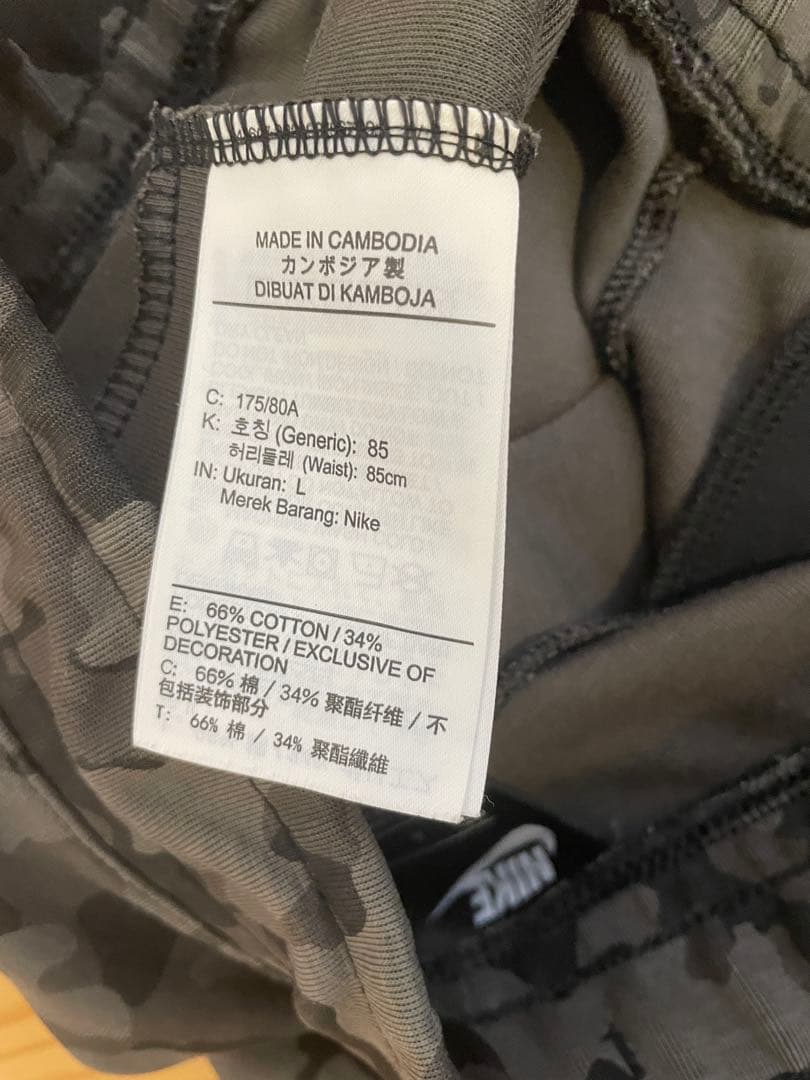 MADE IN CAMBODIA
カンボジア製
DIBUAT DI KAMBOJA
C: 175/80A
K: 호칭 (Generic): 85
허리둘레 (Waist): 85cm
IN: Ukuran: L
Merek Barang: Nike
E: 66% COTTON / 34%
POLYESTER / EXCLUSIVE OF
DECORATION
C: 66% 棉 / 34% 聚酯纤维 / 不
包括装饰部分
T: 66% 棉 / 34% 聚酯纖維
NIKE